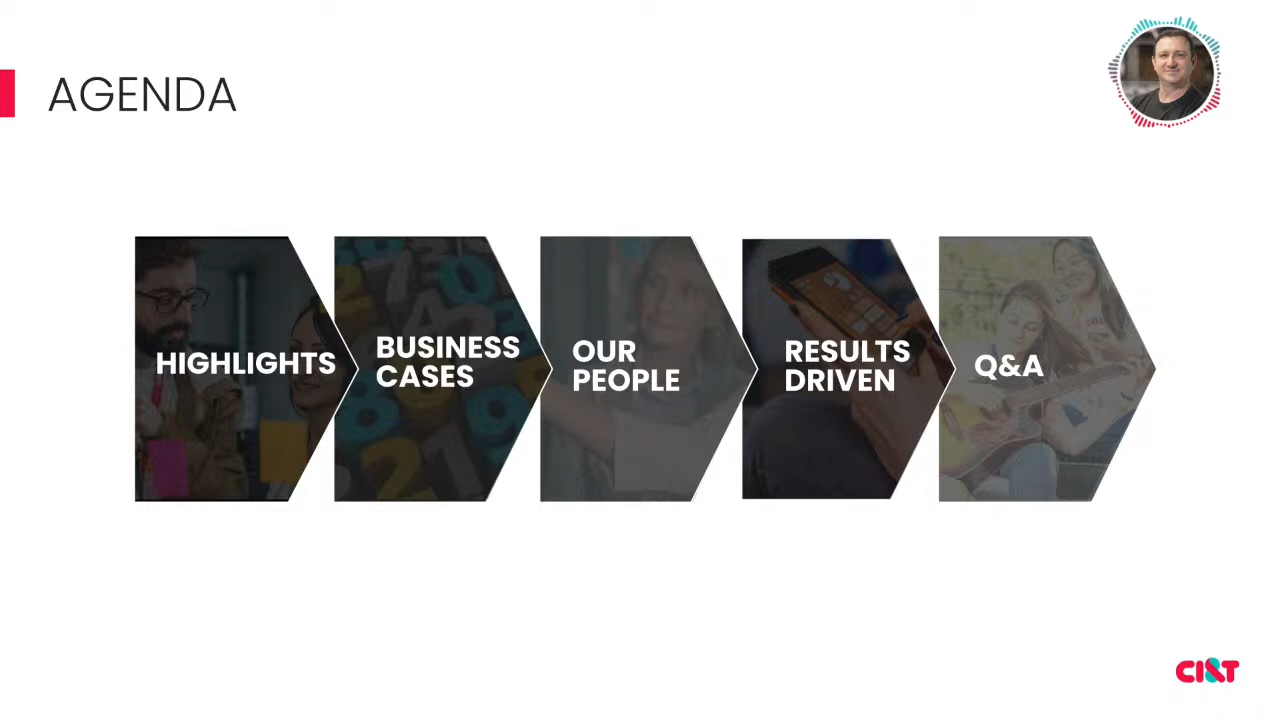 AGENDA
HIGHLIGHTS
BUSINESS
CASES
OUR
PEOPLE
RESULTS
DRIVEN
Q&A
CI&T